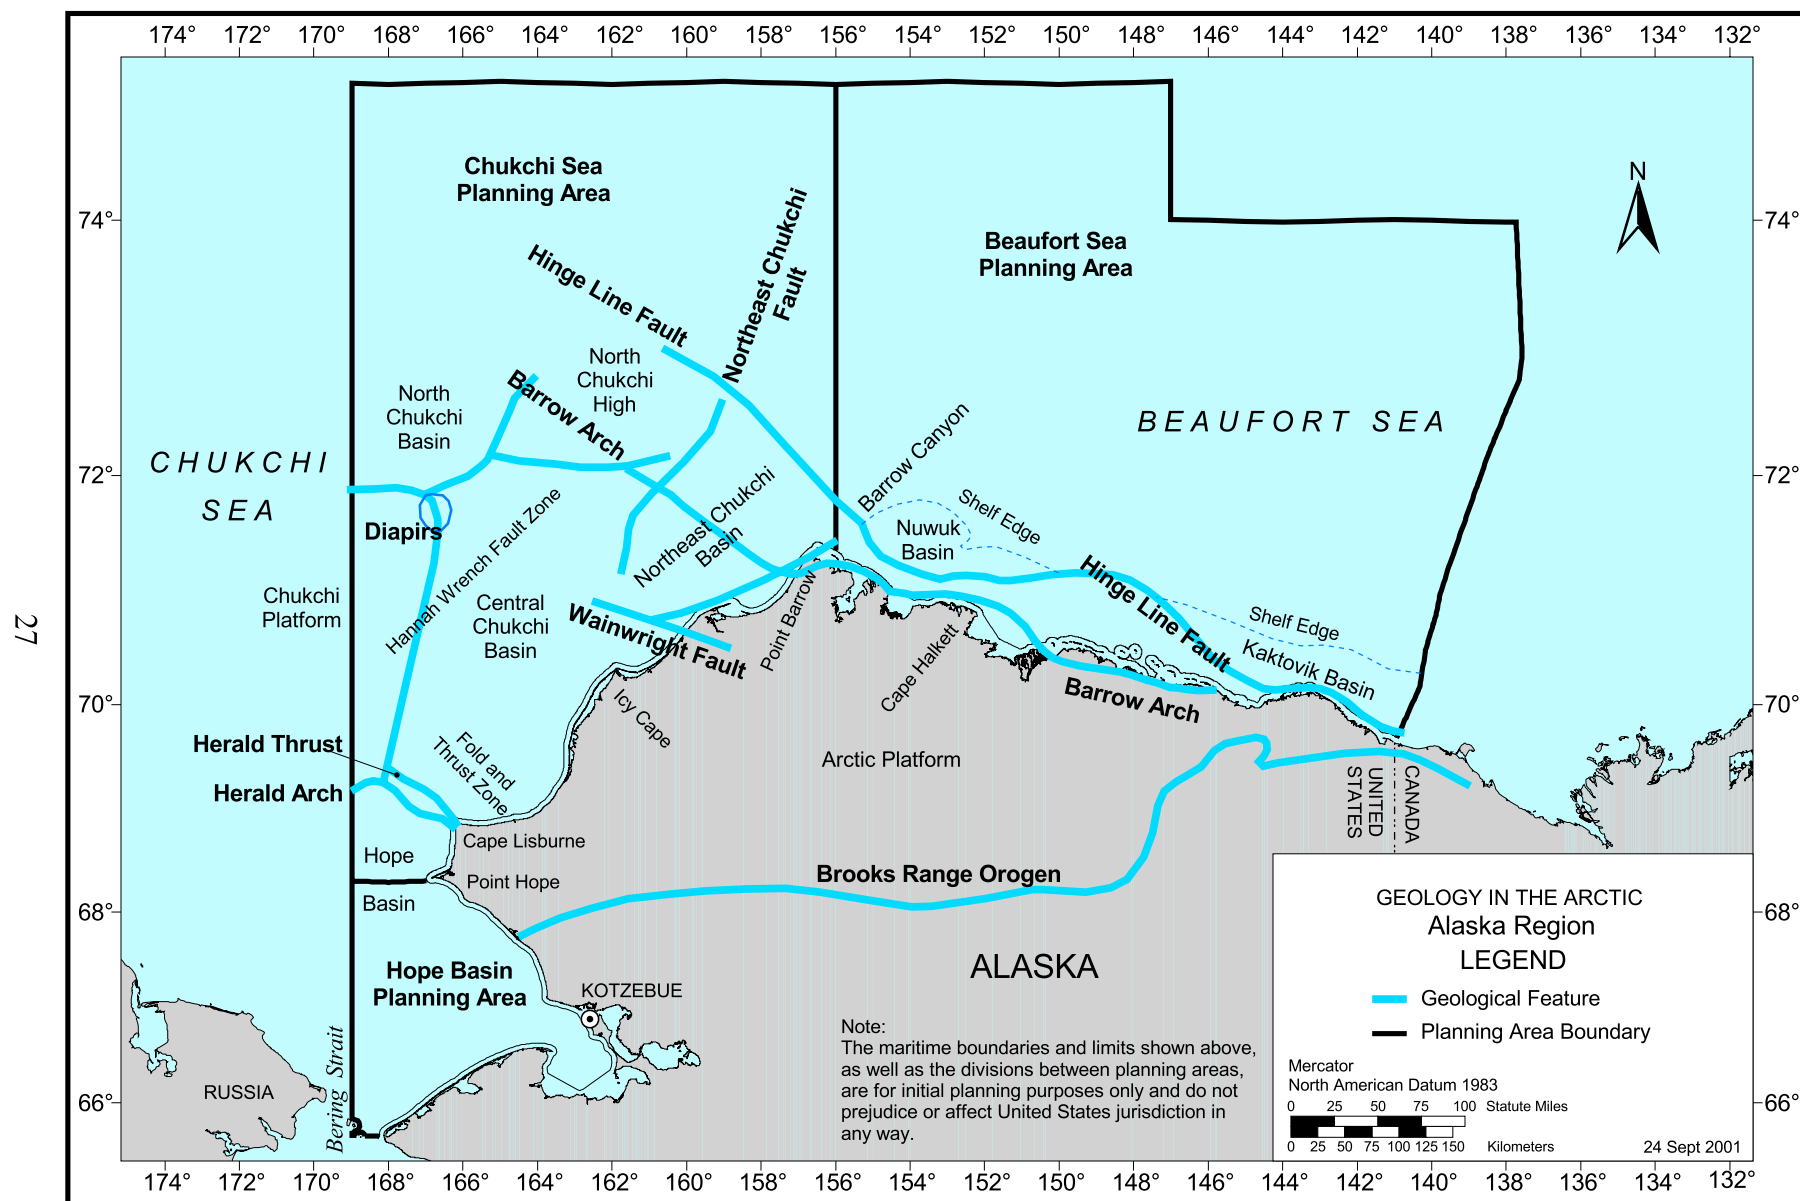 174° 172° 170° 168° 166° 164° 162° 160° 158° 156° 154° 152° 150° 148° 146° 144° 142° 140° 138° 136° 134° 132°
74°
74°
72°
72°
70°
70°
68°
68°
66°
66°
27
N
Chukchi Sea
Planning Area
Beaufort Sea
Planning Area
Hinge Line Fault
Northeast Chukchi
Fault
North
Chukchi
High
North
Chukchi
Basin
Barrow Arch
BEAUFORT SEA
CHUKCHI
SEA
Barrow Canyon
Shelf Edge
Nuwuk
Basin
Diapirs
Hannah Wrench Fault Zone
Northeast Chukchi
Basin
Hinge Line Fault
Chukchi
Platform
Central
Chukchi
Basin
Wainwright Fault
Point Barrow
Cape Halkett
Shelf Edge
Kaktovik Basin
Barrow Arch
Icy Cape
Herald Thrust
Fold and
Thrust Zone
Arctic Platform
Herald Arch
UNITED
STATES
CANADA
Cape Lisburne
Hope
Point Hope
Basin
Brooks Range Orogen
Hope Basin
Planning Area
KOTZEBUE
ALASKA
RUSSIA
Bering Strait
Note:
The maritime boundaries and limits shown above,
as well as the divisions between planning areas,
are for initial planning purposes only and do not
prejudice or affect United States jurisdiction in
any way.
GEOLOGY IN THE ARCTIC
Alaska Region
LEGEND
Geological Feature
Planning Area Boundary
Mercator
North American Datum 1983
0 25 50 75 100 Statute Miles
0 25 50 75 100 125 150 Kilometers
24 Sept 2001
174° 172° 170° 168° 166° 164° 162° 160° 158° 156° 154° 152° 150° 148° 146° 144° 142° 140° 138° 136° 134° 132°